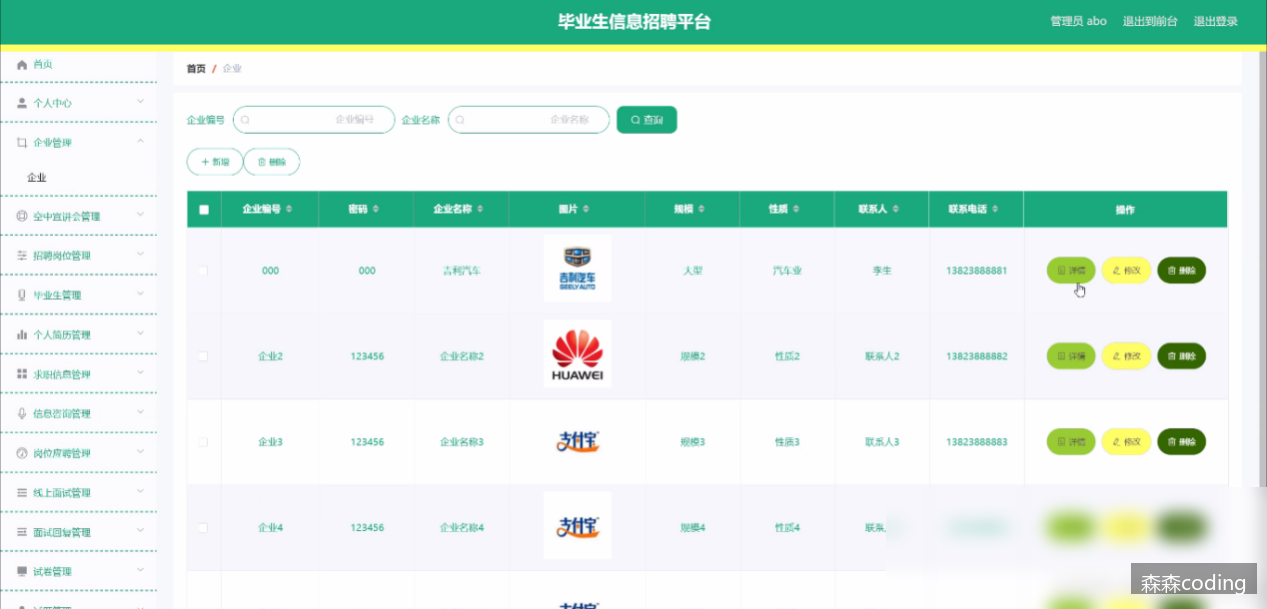 毕业生信息招聘平台
管理员 abo 退出到前台 退出登录
首页
个人中心
企业管理
企业
空中宣讲会管理
招聘岗位管理
毕业生管理
个人简历管理
求职信息管理
信息咨询管理
岗位应聘管理
线上面试管理
面试回复管理
试卷管理
首页 / 企业
企业编号 企业编号 企业名称 企业名称 查询
新增 删除
企业编号 密码 企业名称 图片 规模 性质 联系人 联系电话 操作
000 000 吉利汽车 吉利汽车 GEELY AUTO 大型 汽车业 李生 13823888881 详情 修改 删除
企业2 123456 企业名称2 HUAWEI 规模2 性质2 联系人2 13823888882 详情 修改 删除
企业3 123456 企业名称3 支付宝 规模3 性质3 联系人3 13823888883 详情 修改 删除
企业4 123456 企业名称4 支付宝 规模4 性质4 联系
支付宝
森森coding